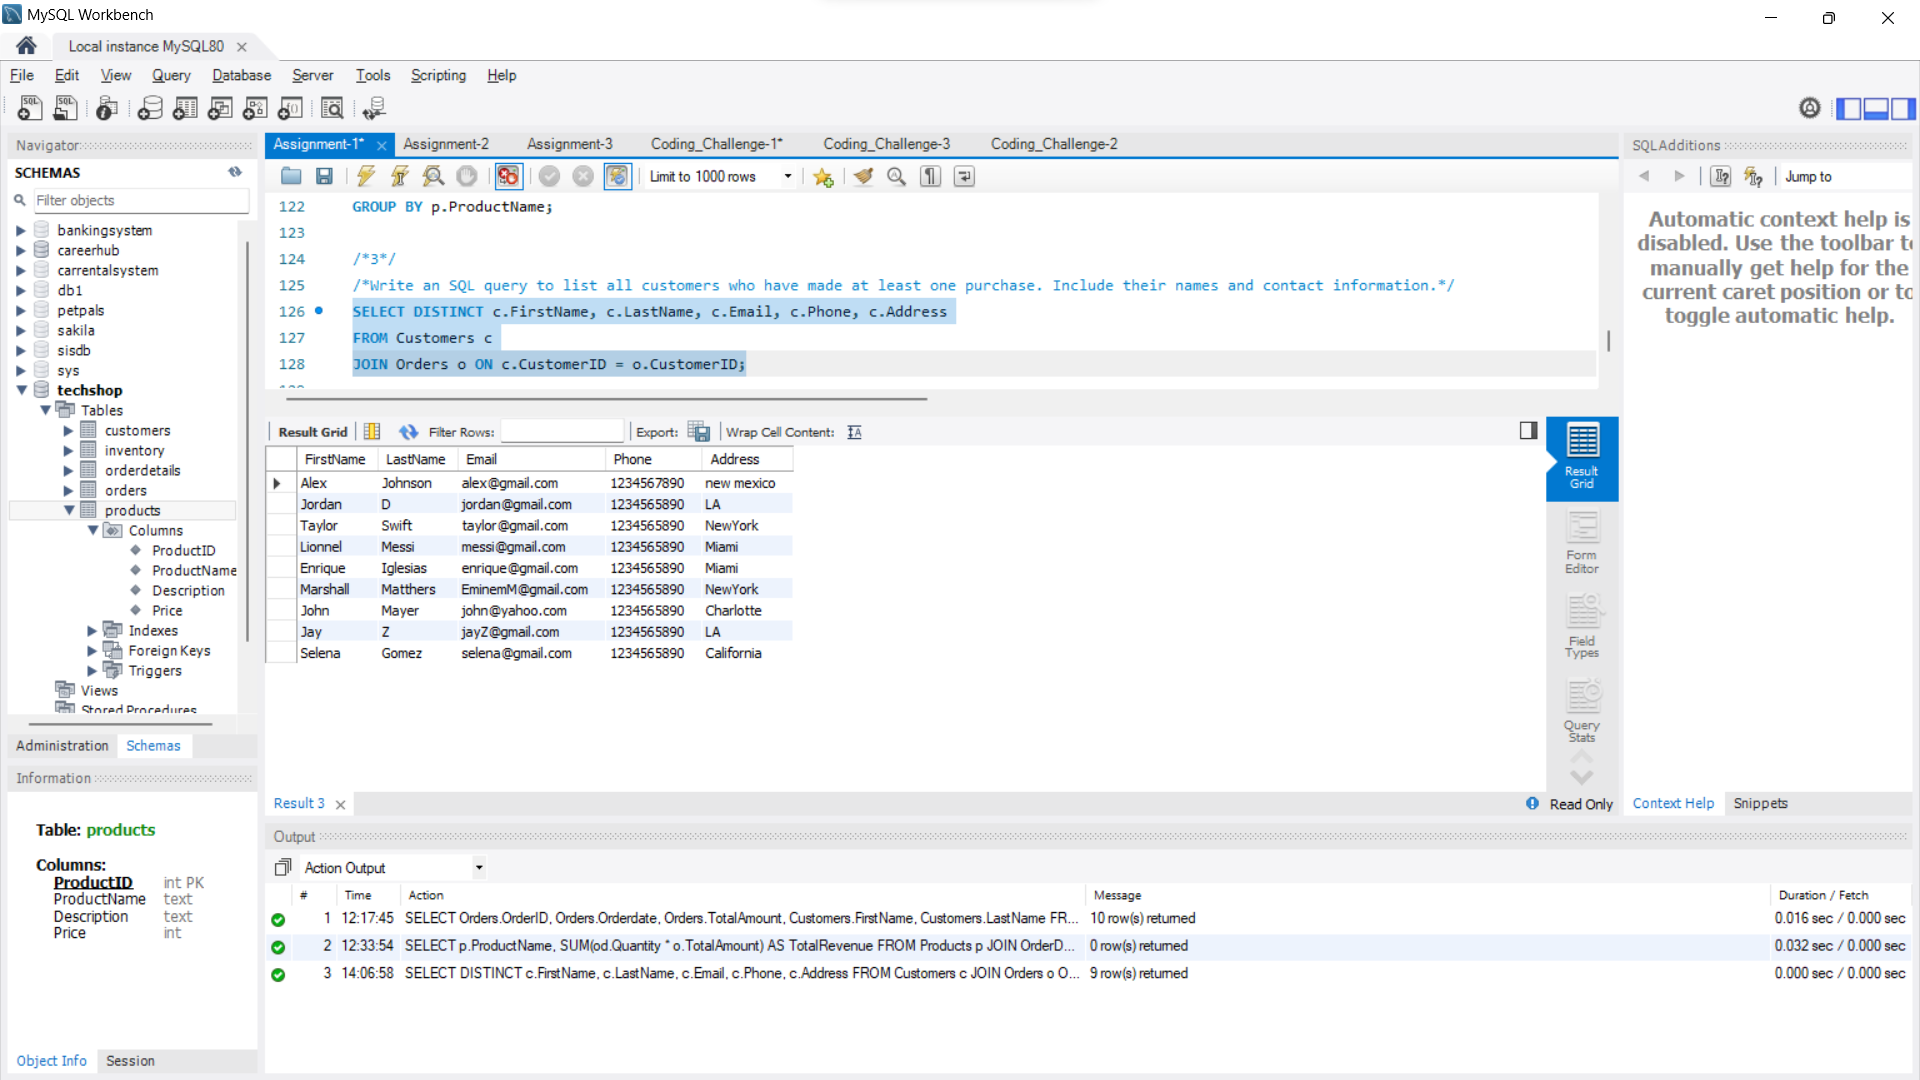 MySQL Workbench
Local instance MySQL80
File Edit View Query Database Server Tools Scripting Help
Navigator
SCHEMAS
Filter objects
bankingsystem
careerhub
carrentalsystem
db1
petpals
sakila
sisdb
sys
techshop
Tables
customers
inventory
orderdetails
orders
products
Columns
ProductID
ProductName
Description
Price
Indexes
Foreign Keys
Triggers
Views
Stored Procedures
Administration Schemas
Information
Table: products
Columns:
ProductID int PK
ProductName text
Description text
Price int
Object Info Session
Assignment-1* Assignment-2 Assignment-3 Coding_Challenge-1* Coding_Challenge-3 Coding_Challenge-2
Limit to 1000 rows
122 GROUP BY p.ProductName;
123
124 /*3*/
125 /*Write an SQL query to list all customers who have made at least one purchase. Include their names and contact information.*/
126 SELECT DISTINCT c.FirstName, c.LastName, c.Email, c.Phone, c.Address
127 FROM Customers c
128 JOIN Orders o ON c.CustomerID = o.CustomerID;
Result Grid Filter Rows: Export: Wrap Cell Content:
FirstName LastName Email Phone Address
Alex Johnson alex@gmail.com 1234567890 new mexico
Jordan D jordan@gmail.com 1234565890 LA
Taylor Swift taylor@gmail.com 1234565890 NewYork
Lionnel Messi messi@gmail.com 1234565890 Miami
Enrique Iglesias enrique@gmail.com 1234565890 Miami
Marshall Matthers EminemM@gmail.com 1234565890 NewYork
John Mayer john@yahoo.com 1234565890 Charlotte
Jay Z jayZ@gmail.com 1234565890 LA
Selena Gomez selena@gmail.com 1234565890 California
Result
Grid
Form
Editor
Field
Types
Query
Stats
Result 3
Read Only
SQLAdditions
Jump to
Automatic context help is
disabled. Use the toolbar to
manually get help for the
current caret position or to
toggle automatic help.
Context Help Snippets
Output
Action Output
# Time Action Message Duration / Fetch
1 12:17:45 SELECT Orders.OrderID, Orders.Orderdate, Orders.TotalAmount, Customers.FirstName, Customers.LastName FR... 10 row(s) returned 0.016 sec / 0.000 sec
2 12:33:54 SELECT p.ProductName, SUM(od.Quantity * o.TotalAmount) AS TotalRevenue FROM Products p JOIN OrderD... 0 row(s) returned 0.032 sec / 0.000 sec
3 14:06:58 SELECT DISTINCT c.FirstName, c.LastName, c.Email, c.Phone, c.Address FROM Customers c JOIN Orders o O... 9 row(s) returned 0.000 sec / 0.000 sec